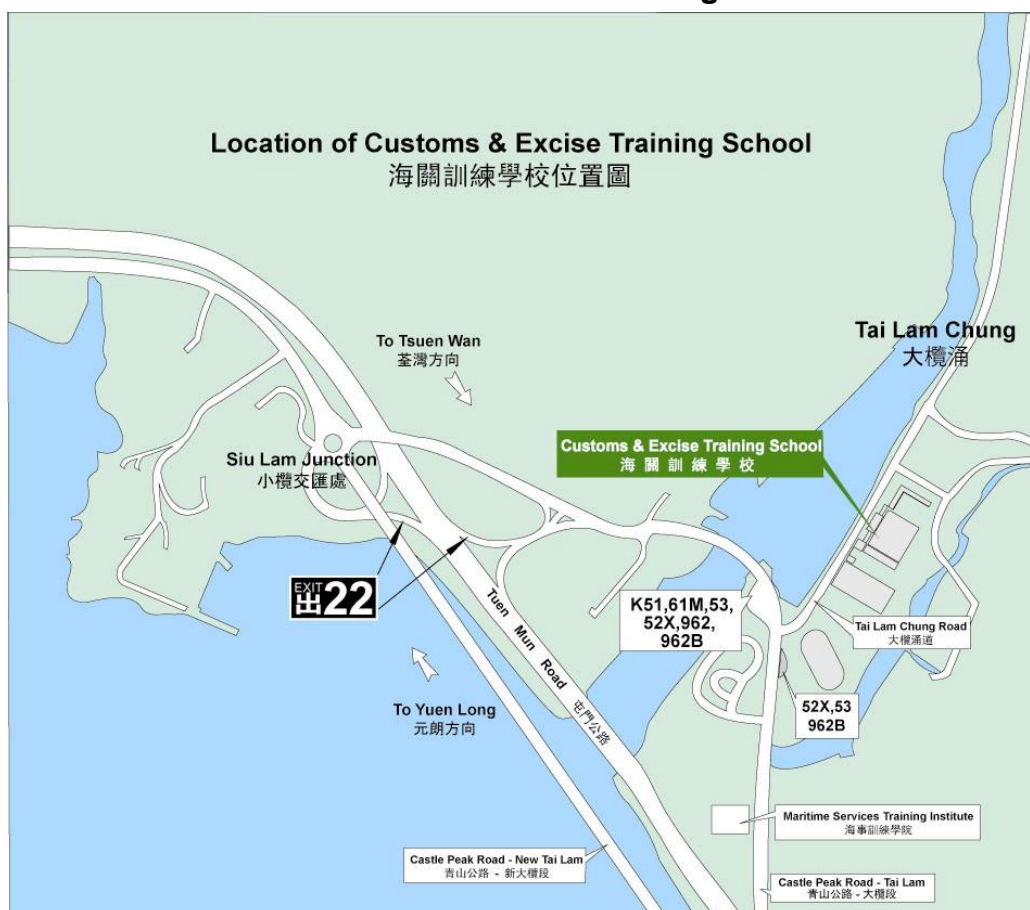 Location of Customs & Excise Training School
海關訓練學校位置圖
Tai Lam Chung
大欖涌
To Tsuen Wan
荃灣方向
Customs & Excise Training School
海關訓練學校
Siu Lam Junction
小欖交匯處
EXIT
出22
K51,61M,53,
52X,962,
962B
Tai Lam Chung Road
大欖涌道
Tuen Mun Road 屯門公路
To Yuen Long
元朗方向
52X,53
962B
Maritime Services Training Institute
海事訓練學院
Castle Peak Road - New Tai Lam
青山公路 - 新大欖段
Castle Peak Road - Tai Lam
青山公路 - 大欖段